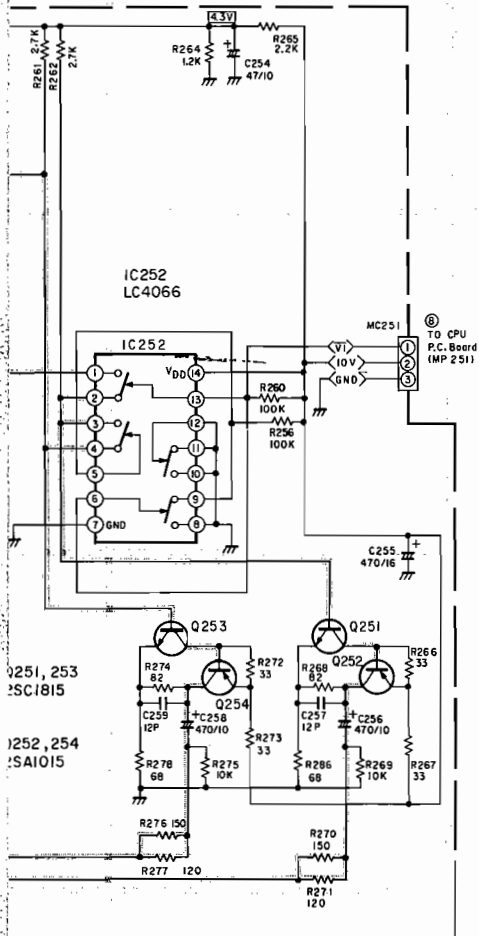 4.3V
2.7K
R261
R262
2.7K
R264
1.2K
+
C254
47/10
R265
2.2K
IC252
LC4066
IC252
1
2
3
4
5
6
7 GND
VDD 14
13
12
11
10
9
8
R260
100K
R256
100K
MC251
V1 1
10V 2
GND 3
8
TO CPU
P.C. Board
(MP 251)
C255
470/16
+
Q253
Q251
Q251, 253
2SC1815
Q252, 254
2SA1015
R274
82
C259
12P
R278
68
Q254
+C258
470/10
R275
10K
R272
33
R273
33
R268
82
C257
12P
R286
68
Q252
+C256
470/10
R269
10K
R266
33
R267
33
R276 150
R277 120
R270
150
R271
120